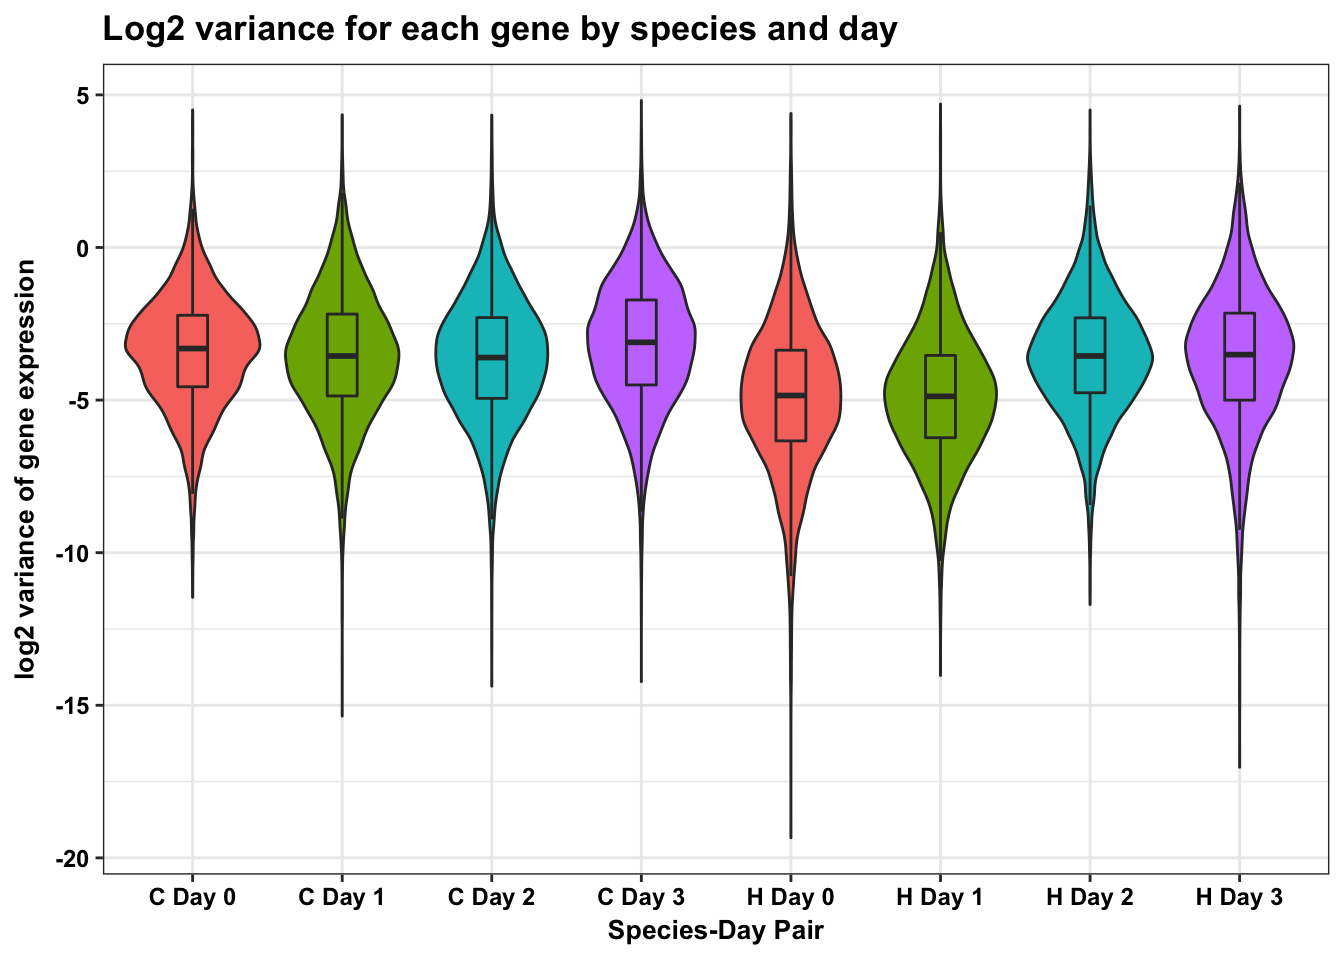 Log2 variance for each gene by species and day
log2 variance of gene expression
5
0
-5
-10
-15
-20
C Day 0 C Day 1 C Day 2 C Day 3 H Day 0 H Day 1 H Day 2 H Day 3
Species-Day Pair